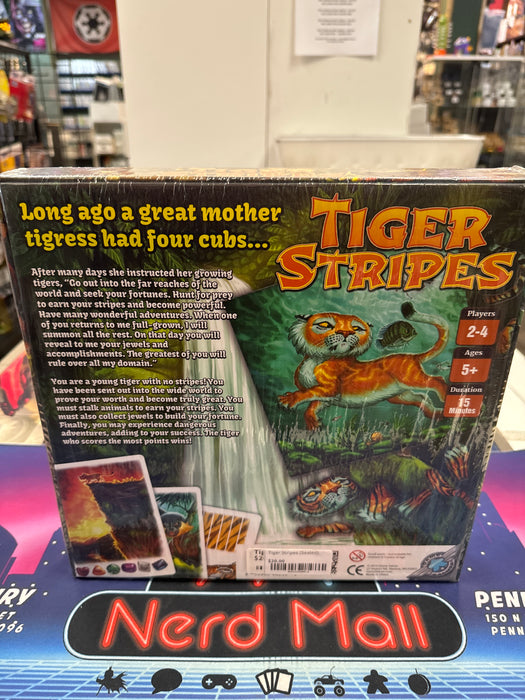 Long ago a great mother
tigress had four cubs...
TIGER
STRIPES
After many days she instructed her growing
tigers, "Go out into the far reaches of the
world and seek your fortunes. Hunt for prey
to earn your stripes and become powerful.
Have many wonderful adventures. When one
of you returns to me full-grown, I will
summon all the rest. On that day you will
reveal to me your jewels and
accomplishments. The greatest of you will
rule over all my domain."
You are a young tiger with no stripes! You
have been sent out into the wide world to
prove your worth and become truly great. You
must stalk animals to earn your stripes. You
must also collect jewels to build your fortune.
Finally, you may experience dangerous
adventures, adding to your success. The tiger
who scores the most points wins!
Players
2-4
Ages
5+
Duration
15
Minutes
Tiger Stripes
CE
Nerd Mall
PENN
150 N
PENN